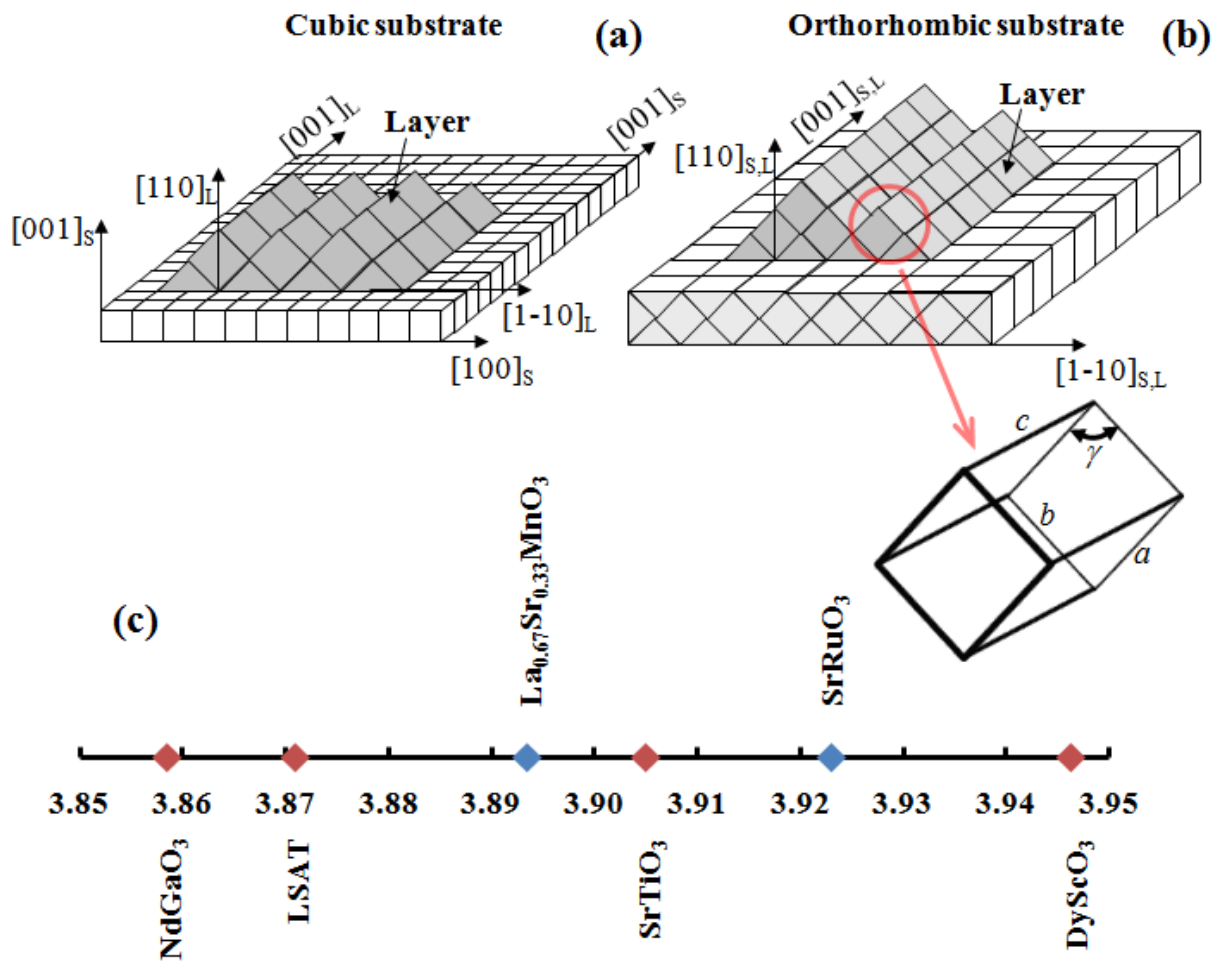 Cubic substrate
(a)
Orthorhombic substrate
(b)
[001]L
Layer
[001]S
[110]L
[001]S
[1-10]L
[100]S
[001]S,L
Layer
[110]S,L
[1-10]S,L
c
γ
b
a
(c)
La0.67Sr0.33MnO3
SrRuO3
3.85 3.86 3.87 3.88 3.89 3.90 3.91 3.92 3.93 3.94 3.95
NdGaO3
LSAT
SrTiO3
DyScO3